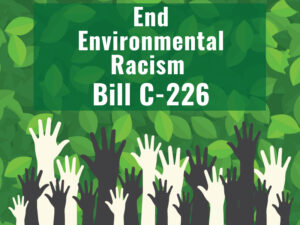 End
Environmental
Racism
Bill C-226